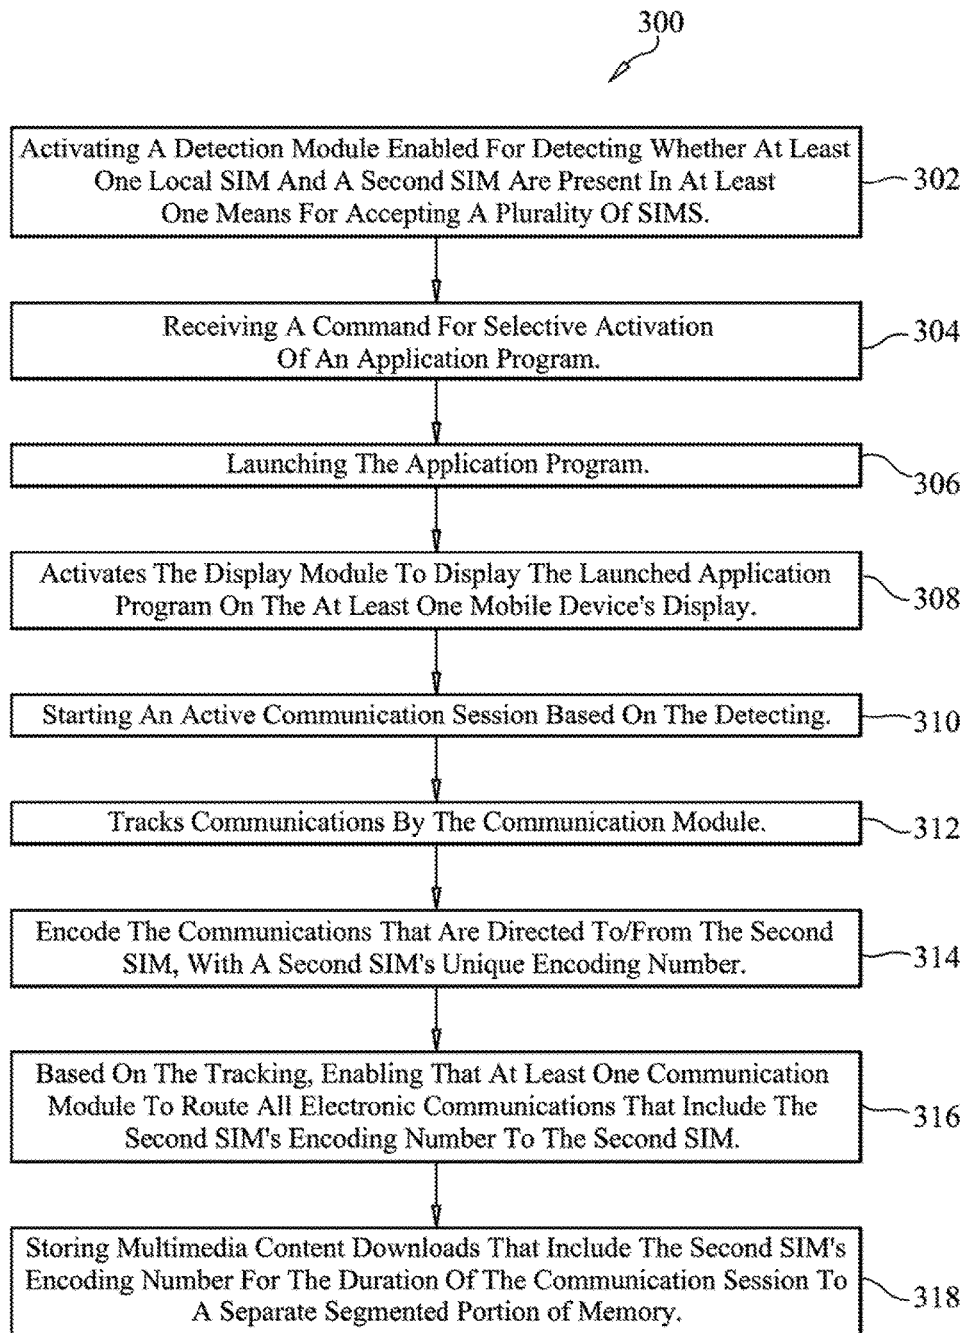 300
Activating A Detection Module Enabled For Detecting Whether At Least
One Local SIM And A Second SIM Are Present In At Least
One Means For Accepting A Plurality Of SIMS.
302
Receiving A Command For Selective Activation
Of An Application Program.
304
Launching The Application Program.
306
Activates The Display Module To Display The Launched Application
Program On The At Least One Mobile Device's Display.
308
Starting An Active Communication Session Based On The Detecting.
310
Tracks Communications By The Communication Module.
312
Encode The Communications That Are Directed To/From The Second
SIM, With A Second SIM's Unique Encoding Number.
314
Based On The Tracking, Enabling That At Least One Communication
Module To Route All Electronic Communications That Include The
Second SIM's Encoding Number To The Second SIM.
316
Storing Multimedia Content Downloads That Include The Second SIM's
Encoding Number For The Duration Of The Communication Session To
A Separate Segmented Portion of Memory.
318